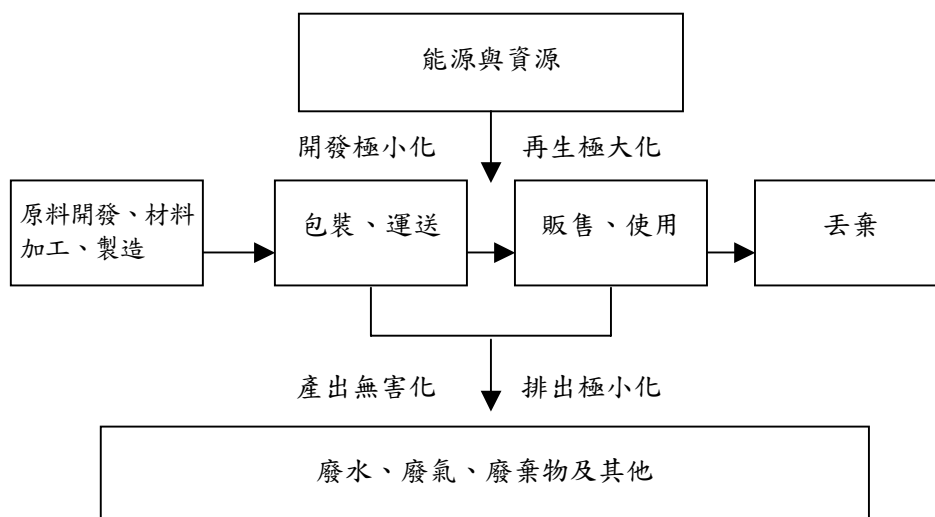 能源與資源
開發極小化
再生極大化
原料開發、材料
加工、製造
包裝、運送
販售、使用
丟棄
產出無害化
排出極小化
廢水、廢氣、廢棄物及其他